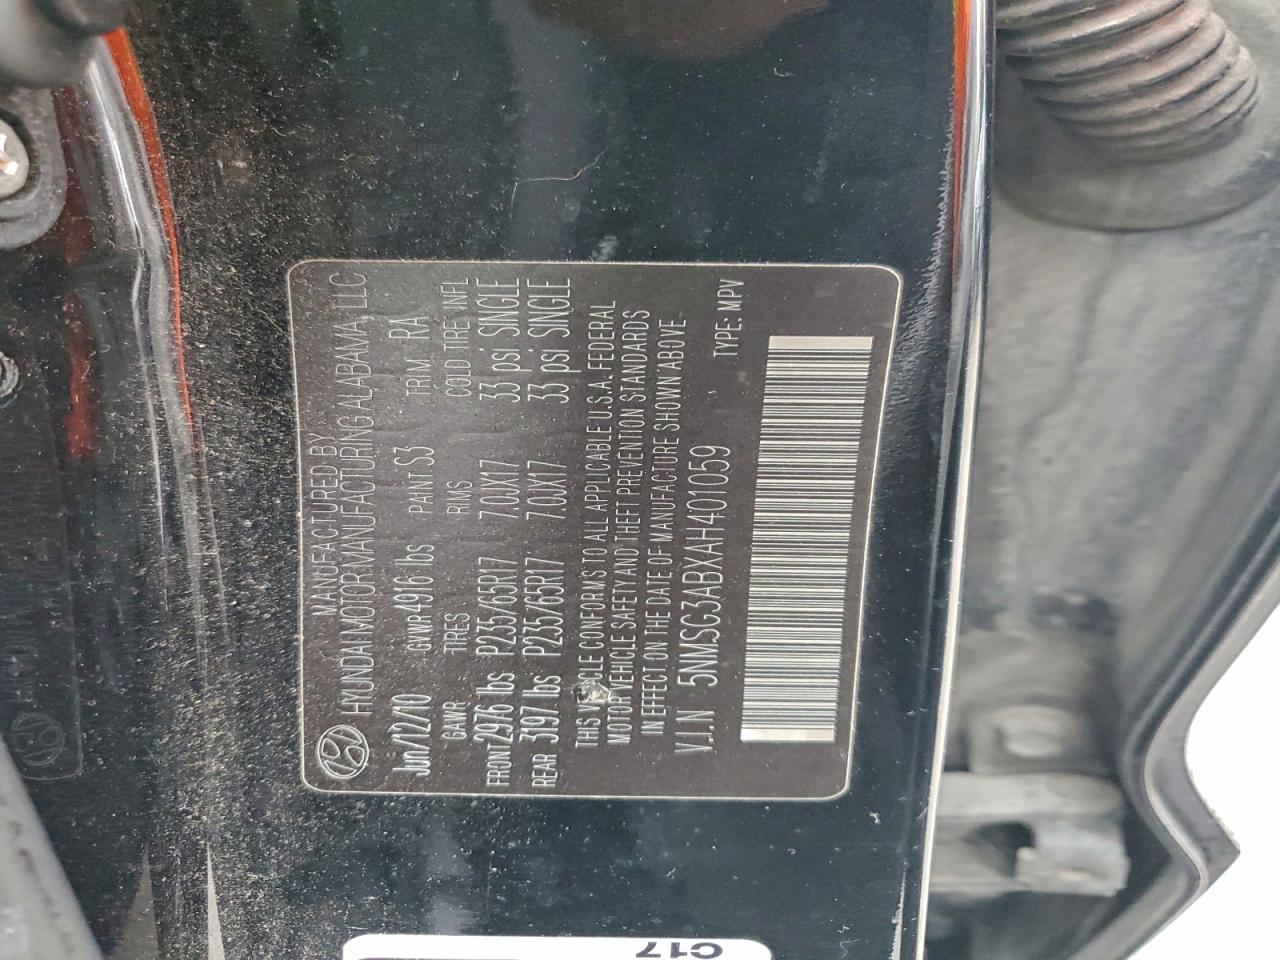 MANUFACTURED BY
HYUNDAI MOTOR MANUFACTURING ALABAMA, LLC
Jun/12/10 GVWR 4916 lbs PAINT S3 TRIM RA
GAWR TIRES RIMS COLD TIRE INFL
FRONT 2976 lbs P235/65R17 7.0JX17 33 psi SINGLE
REAR 3197 lbs P235/65R17 7.0JX17 33 psi SINGLE
THIS VEHICLE CONFORMS TO ALL APPLICABLE U.S.A. FEDERAL
MOTOR VEHICLE SAFETY AND THEFT PREVENTION STANDARDS
IN EFFECT ON THE DATE OF MANUFACTURE SHOWN ABOVE
V.I.N 5NMSG3ABXAH401059 TYPE: MPV
C17